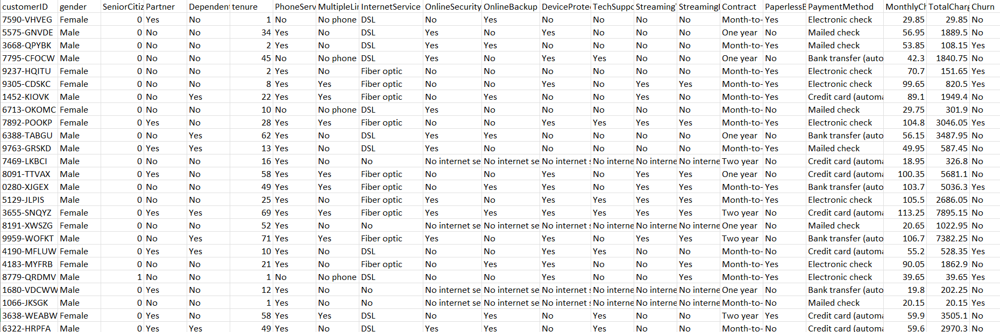 customerID gender SeniorCitiz Partner Dependent tenure PhoneServ MultipleLin InternetService OnlineSecurity OnlineBackup DeviceProtec TechSuppo StreamingT StreamingM Contract PaperlessB PaymentMethod MonthlyCh TotalCharg Churn
7590-VHVEG Female 0 Yes No 1 No No phone DSL No Yes No No No No Month-to- Yes Electronic check 29.85 29.85 No
5575-GNVDE Male 0 No No 34 Yes No DSL Yes No Yes No No No One year No Mailed check 56.95 1889.5 No
3668-QPYBK Male 0 No No 2 Yes No DSL Yes Yes No No No No Month-to- Yes Mailed check 53.85 108.15 Yes
7795-CFOCW Male 0 No No 45 No No phone DSL Yes No Yes Yes No No One year No Bank transfer (auto 42.3 1840.75 No
9237-HQITU Female 0 No No 2 Yes No Fiber optic No No No No No No Month-to- Yes Electronic check 70.7 151.65 Yes
9305-CDSKC Female 0 No No 8 Yes Yes Fiber optic No No Yes No Yes Yes Month-to- Yes Electronic check 99.65 820.5 Yes
1452-KIOVK Male 0 No Yes 22 Yes Yes Fiber optic No Yes No No Yes No Month-to- Yes Credit card (automa 89.1 1949.4 No
6713-OKOMC Female 0 No No 10 No No phone DSL Yes No No No No No Month-to- No Mailed check 29.75 301.9 No
7892-POOKP Female 0 Yes No 28 Yes Yes Fiber optic No No Yes Yes Yes Yes Month-to- Yes Electronic check 104.8 3046.05 Yes
6388-TABGU Male 0 No Yes 62 Yes No DSL Yes Yes No No No No One year No Bank transfer (auto 56.15 3487.95 No
9763-GRSKD Male 0 Yes Yes 13 Yes No DSL Yes No No No No No Month-to- Yes Mailed check 49.95 587.45 No
7469-LKBCI Male 0 No No 16 Yes No No No internet se No internet se No internet s No interne No interne No interne Two year No Credit card (automa 18.95 326.8 No
8091-TTVAX Male 0 Yes No 58 Yes Yes Fiber optic No No Yes No Yes Yes One year No Credit card (automa 100.35 5681.1 No
0280-XJGEX Male 0 No No 49 Yes Yes Fiber optic No Yes Yes No Yes Yes Month-to- Yes Bank transfer (auto 103.7 5036.3 Yes
5129-JLPIS Male 0 No No 25 Yes No Fiber optic Yes No Yes Yes Yes Yes Month-to- Yes Electronic check 105.5 2686.05 No
3655-SNQYZ Female 0 Yes Yes 69 Yes Yes Fiber optic Yes Yes Yes Yes Yes Yes Two year No Credit card (automa 113.25 7895.15 No
8191-XWSZG Female 0 No No 52 Yes No No No internet se No internet se No internet s No interne No interne No interne One year No Mailed check 20.65 1022.95 No
9959-WOFKT Male 0 No Yes 71 Yes Yes Fiber optic Yes No Yes No Yes Yes Two year No Bank transfer (auto 106.7 7382.25 No
4190-MFLUW Female 0 Yes Yes 10 Yes No DSL No No Yes Yes No No Month-to- No Credit card (automa 55.2 528.35 Yes
4183-MYFRB Female 0 No No 21 Yes No Fiber optic No Yes Yes No No Yes Month-to- Yes Electronic check 90.05 1862.9 No
8779-QRDMV Male 1 No No 1 No No phone DSL No No Yes No No Yes Month-to- Yes Electronic check 39.65 39.65 Yes
1680-VDCWW Male 0 Yes No 12 Yes No No No internet se No internet se No internet s No interne No interne No interne One year No Bank transfer (auto 19.8 202.25 No
1066-JKSGK Male 0 No No 1 Yes No No No internet se No internet se No internet s No interne No interne No interne Month-to- No Mailed check 20.15 20.15 Yes
3638-WEABW Female 0 Yes No 58 Yes Yes DSL No Yes No Yes No No Two year Yes Credit card (automa 59.9 3505.1 No
6322-HRPFA Male 0 Yes Yes 49 Yes No DSL Yes Yes No Yes No No Month-to- No Credit card (automa 59.6 2970.3 No